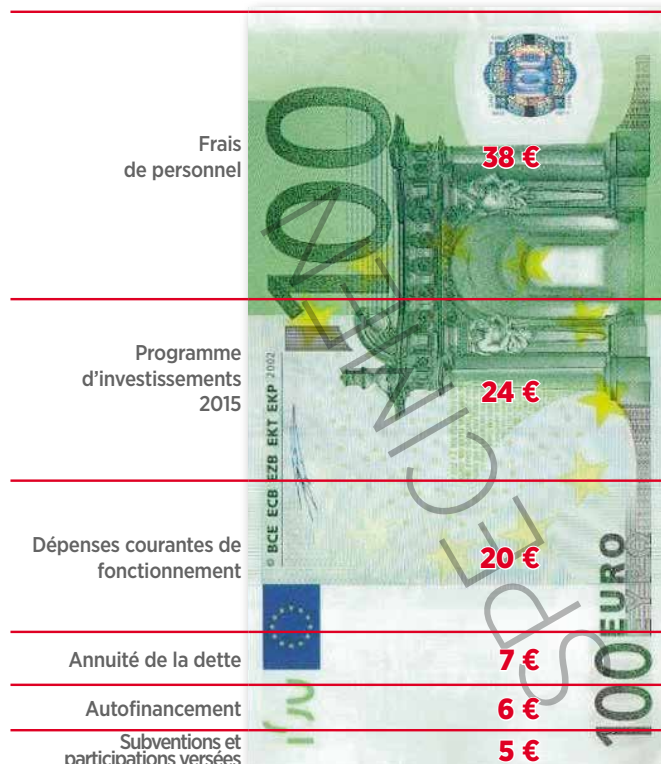 Frais
de personnel
38 €
Programme
d'investissements
2015
24 €
Dépenses courantes de
fonctionnement
20 €
Annuité de la dette
7 €
Autofinancement
6 €
Subventions et
participations versées
5 €
100
© BCE ECB EZB EKT EKP 2002
SPECIMEN
100 EURO
ΕΥΡΩ